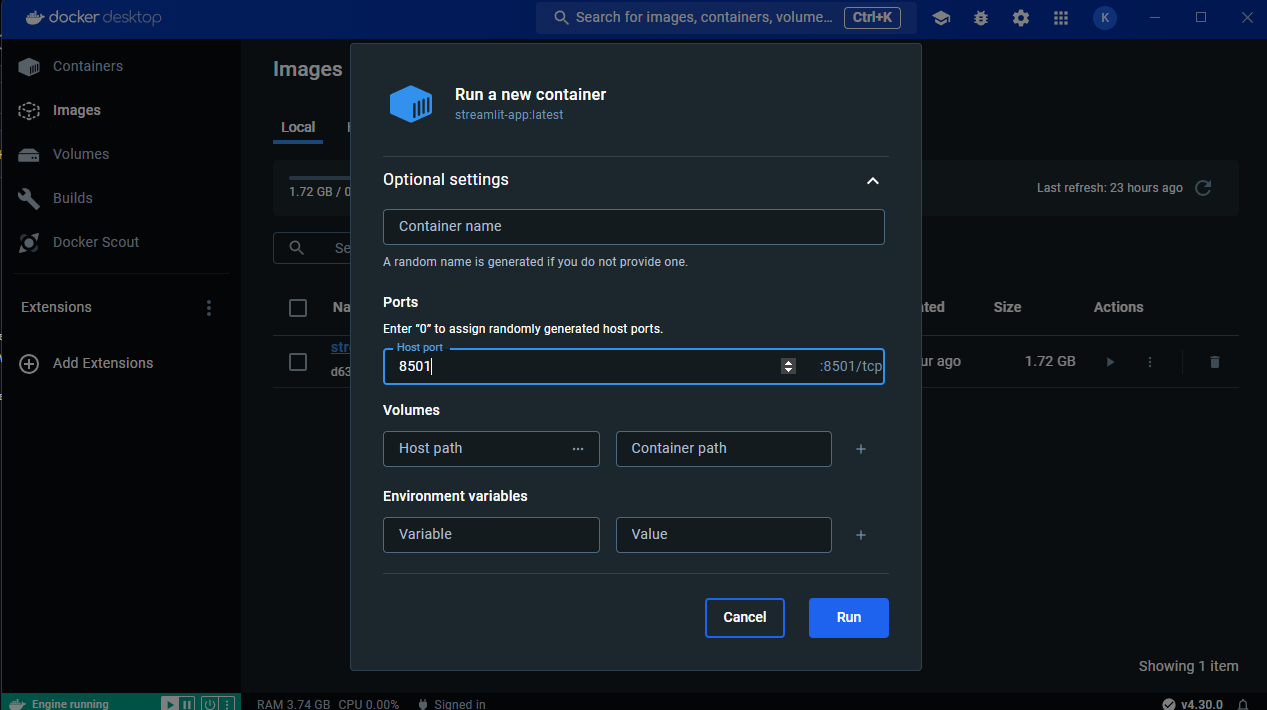 docker desktop
Search for images, containers, volume... Ctrl+K
K
Containers
Images
Volumes
Builds
Docker Scout
Extensions
Add Extensions
Images
Local
1.72 GB / 0
Last refresh: 23 hours ago
Se
Na
ted
Size
Actions
stre
d63
ur ago
1.72 GB
Run a new container
streamlit-app:latest
Optional settings
Container name
A random name is generated if you do not provide one.
Ports
Enter “0” to assign randomly generated host ports.
Host port
8501
:8501/tcp
Volumes
Host path ...
Container path
+
Environment variables
Variable
Value
+
Cancel
Run
Showing 1 item
Engine running
RAM 3.74 GB CPU 0.00%
Signed in
v4.30.0